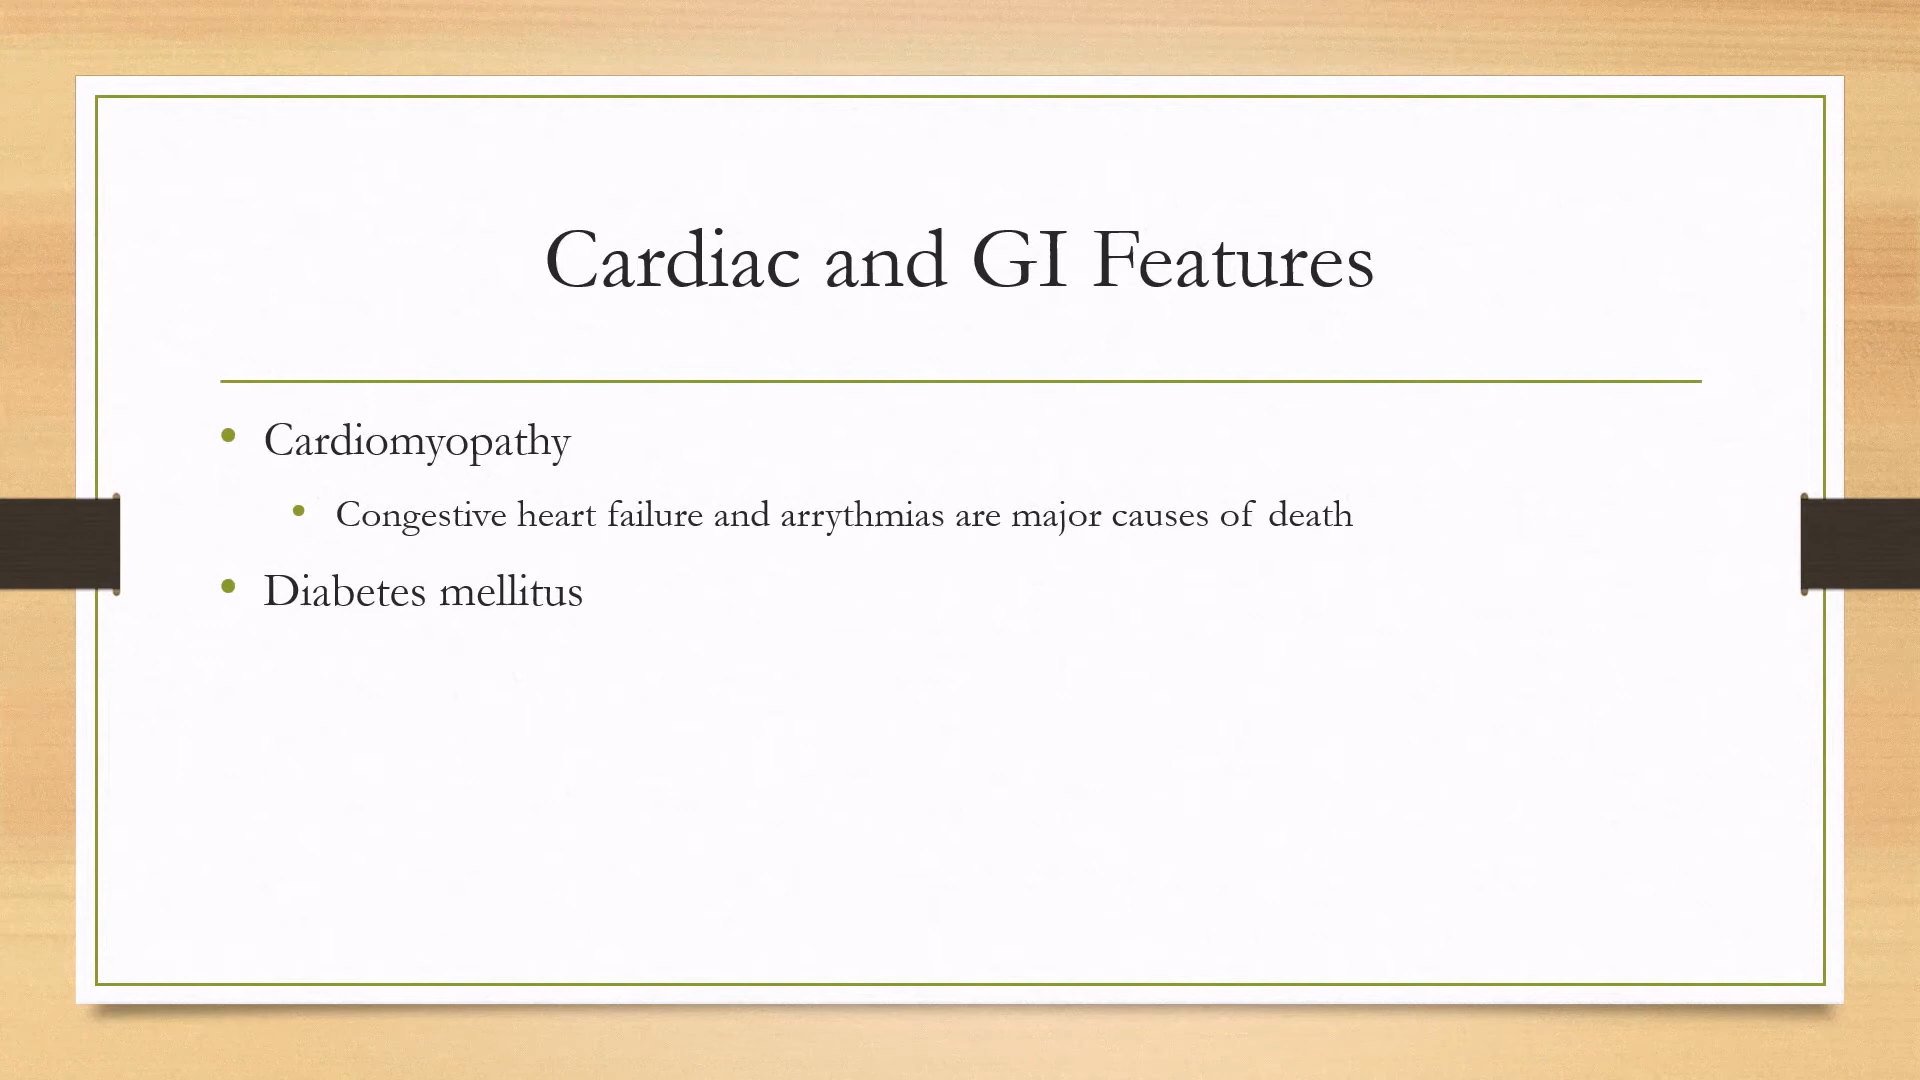 Cardiac and GI Features
• Cardiomyopathy
• Congestive heart failure and arrythmias are major causes of death
• Diabetes mellitus